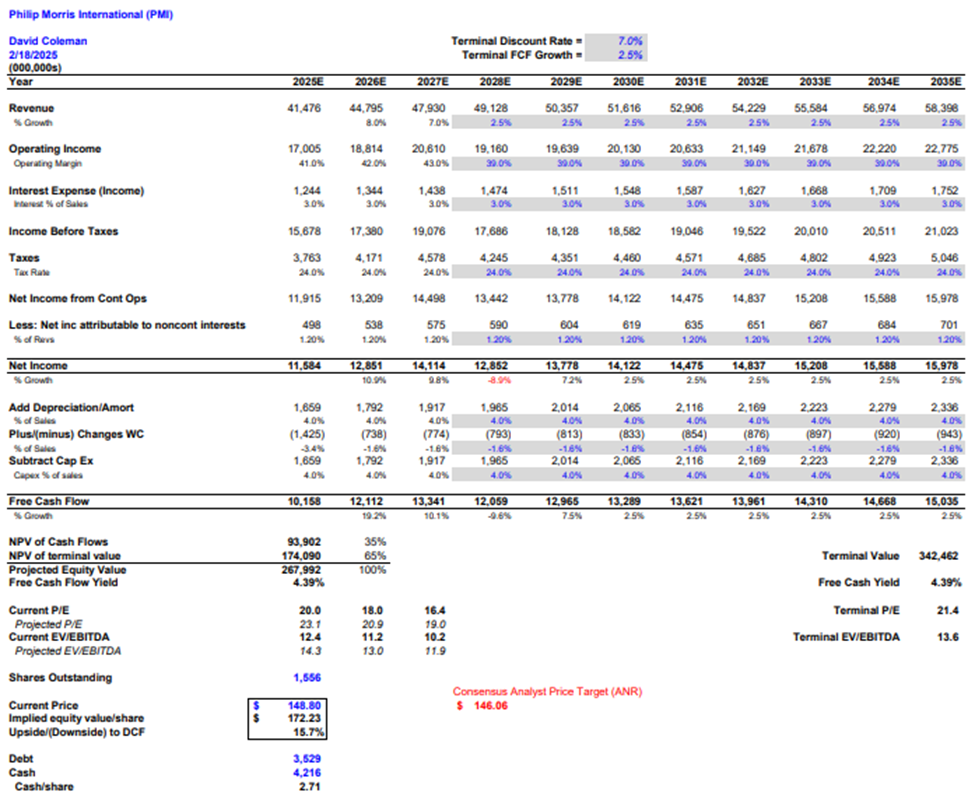 Philip Morris International (PMI)
David Coleman Terminal Discount Rate = 7.0%
2/18/2025 Terminal FCF Growth = 2.5%
(000,000s)
Year 2025E 2026E 2027E 2028E 2029E 2030E 2031E 2032E 2033E 2034E 2035E
Revenue 41,476 44,795 47,930 49,128 50,357 51,616 52,906 54,229 55,584 56,974 58,398
% Growth 8.0% 7.0% 2.5% 2.5% 2.5% 2.5% 2.5% 2.5% 2.5% 2.5%
Operating Income 17,005 18,814 20,610 19,160 19,639 20,130 20,633 21,149 21,678 22,220 22,775
Operating Margin 41.0% 42.0% 43.0% 39.0% 39.0% 39.0% 39.0% 39.0% 39.0% 39.0% 39.0%
Interest Expense (Income) 1,244 1,344 1,438 1,474 1,511 1,548 1,587 1,627 1,668 1,709 1,752
Interest % of Sales 3.0% 3.0% 3.0% 3.0% 3.0% 3.0% 3.0% 3.0% 3.0% 3.0% 3.0%
Income Before Taxes 15,678 17,380 19,076 17,686 18,128 18,582 19,046 19,522 20,010 20,511 21,023
Taxes 3,763 4,171 4,578 4,245 4,351 4,460 4,571 4,685 4,802 4,923 5,046
Tax Rate 24.0% 24.0% 24.0% 24.0% 24.0% 24.0% 24.0% 24.0% 24.0% 24.0% 24.0%
Net Income from Cont Ops 11,915 13,209 14,498 13,442 13,778 14,122 14,475 14,837 15,208 15,588 15,978
Less: Net inc attributable to noncont interests 498 538 575 590 604 619 635 651 667 684 701
% of Revs 1.20% 1.20% 1.20% 1.20% 1.20% 1.20% 1.20% 1.20% 1.20% 1.20% 1.20%
Net Income 11,584 12,851 14,114 12,852 13,778 14,122 14,475 14,837 15,208 15,588 15,978
% Growth 10.9% 9.8% -8.9% 7.2% 2.5% 2.5% 2.5% 2.5% 2.5% 2.5%
Add Depreciation/Amort 1,659 1,792 1,917 1,965 2,014 2,065 2,116 2,169 2,223 2,279 2,336
% of Sales 4.0% 4.0% 4.0% 4.0% 4.0% 4.0% 4.0% 4.0% 4.0% 4.0% 4.0%
Plus/(minus) Changes WC (1,425) (738) (774) (793) (813) (833) (854) (876) (897) (920) (943)
% of Sales -3.4% -1.6% -1.6% -1.6% -1.6% -1.6% -1.6% -1.6% -1.6% -1.6% -1.6%
Subtract Cap Ex 1,659 1,792 1,917 1,965 2,014 2,065 2,116 2,169 2,223 2,279 2,336
Capex % of sales 4.0% 4.0% 4.0% 4.0% 4.0% 4.0% 4.0% 4.0% 4.0% 4.0% 4.0%
Free Cash Flow 10,158 12,112 13,341 12,059 12,965 13,289 13,621 13,961 14,310 14,668 15,035
% Growth 19.2% 10.1% -9.6% 7.5% 2.5% 2.5% 2.5% 2.5% 2.5% 2.5%
NPV of Cash Flows 93,902 35%
NPV of terminal value 174,090 65% Terminal Value 342,462
Projected Equity Value 267,992 100%
Free Cash Flow Yield 4.39% Free Cash Yield 4.39%
Current P/E 20.0 18.0 16.4 Terminal P/E 21.4
Projected P/E 23.1 20.9 19.0
Current EV/EBITDA 12.4 11.2 10.2 Terminal EV/EBITDA 13.6
Projected EV/EBITDA 14.3 13.0 11.9
Shares Outstanding 1,556
Consensus Analyst Price Target (ANR)
Current Price $ 148.80 $ 146.06
Implied equity value/share $ 172.23
Upside/(Downside) to DCF 15.7%
Debt 3,529
Cash 4,216
Cash/share 2.71